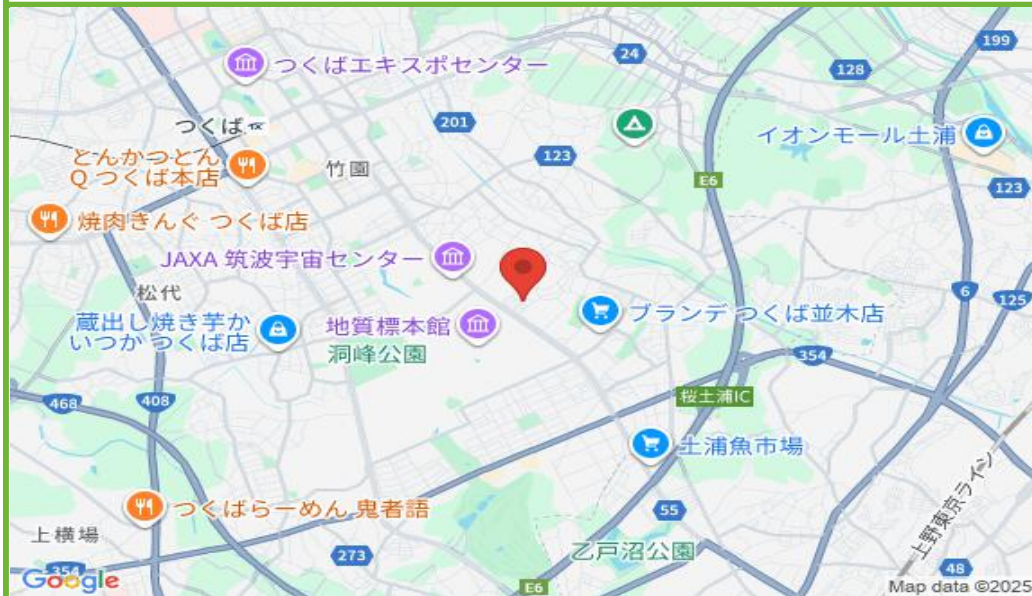 199
24
128
つくばエキスポセンター
つくば
201
イオンモール土浦
とんかつとん
Q つくば本店
竹園
123
E6
123
焼肉きんぐ つくば店
JAXA 筑波宇宙センター
松代
6
125
蔵出し焼き芋か
いつか つくば店
地質標本館
ブランデ つくば並木店
洞峰公園
354
468
408
桜土浦IC
土浦魚市場
つくばらーめん 鬼者語
55
上野東京ライン
上横場
273
乙戸沼公園
354
48
Google
E6
Map data ©2025